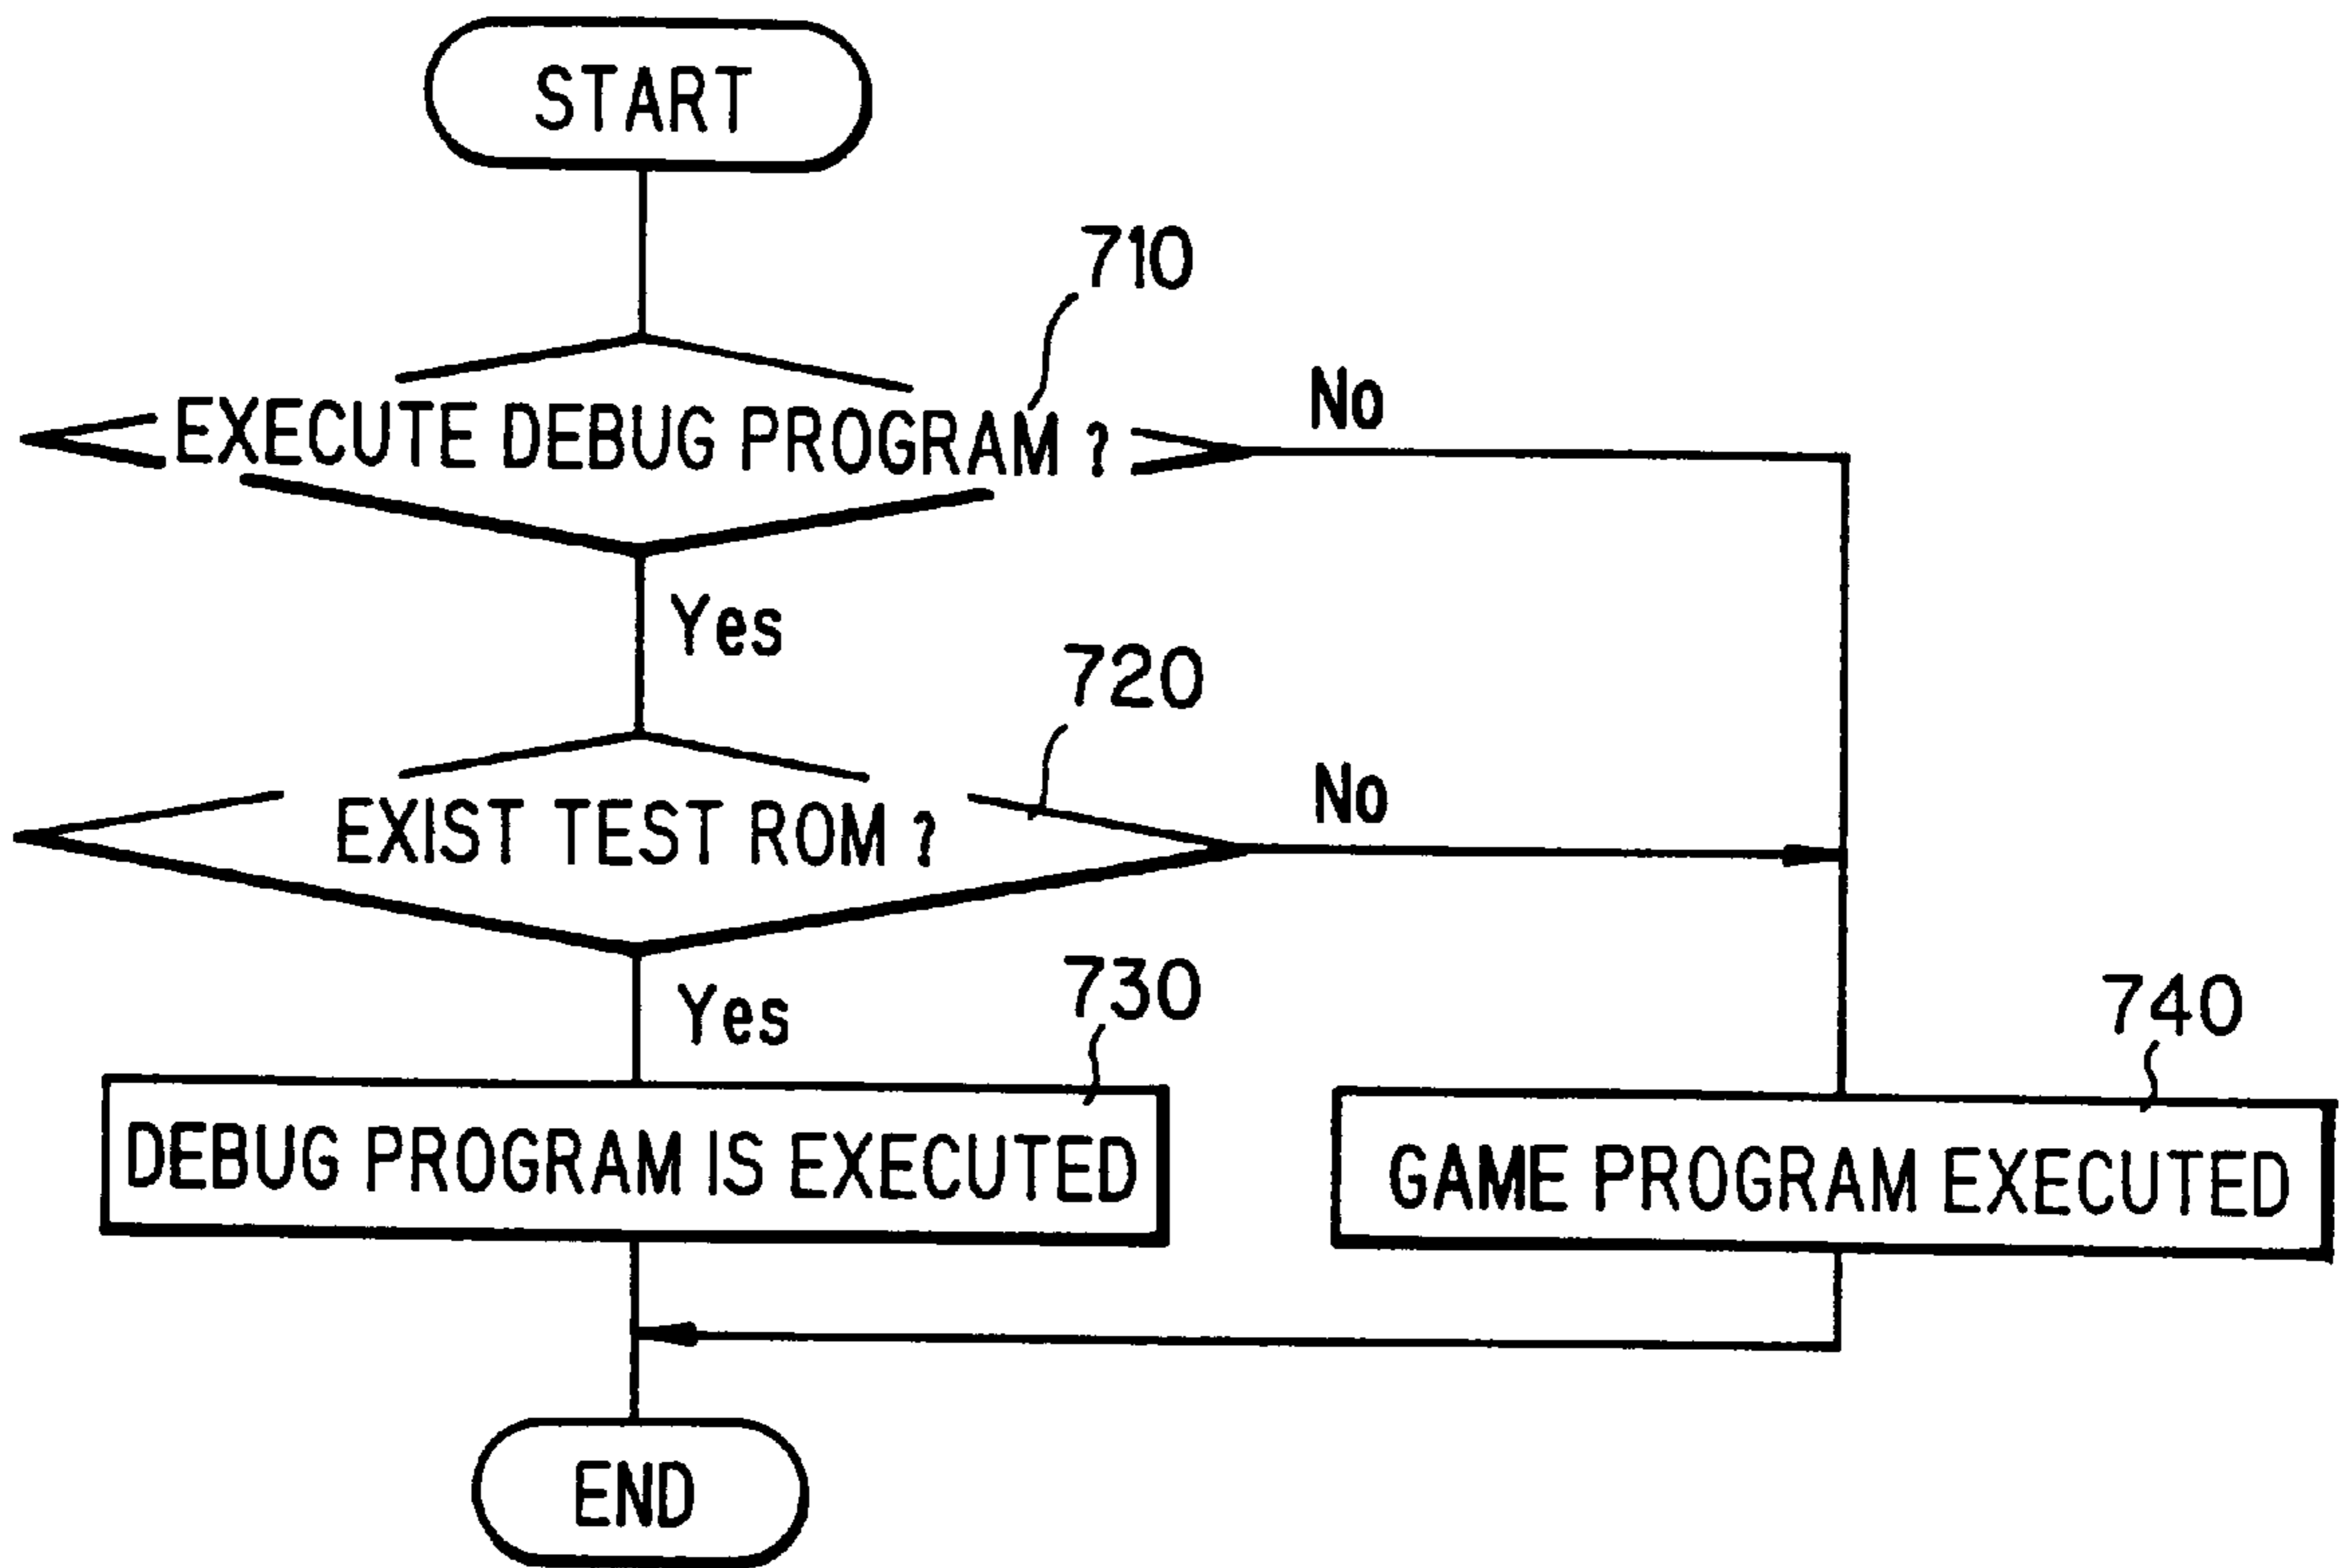 START
710
EXECUTE DEBUG PROGRAM ?
No
Yes
720
EXIST TEST ROM ?
No
Yes
730
740
DEBUG PROGRAM IS EXECUTED
GAME PROGRAM EXECUTED
END